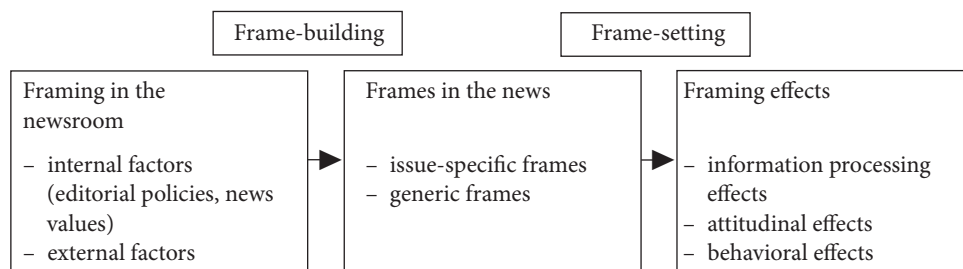 Frame-building
Frame-setting
Framing in the
newsroom
– internal factors
(editorial policies, news
values)
– external factors
Frames in the news
– issue-specific frames
– generic frames
Framing effects
– information processing
effects
– attitudinal effects
– behavioral effects